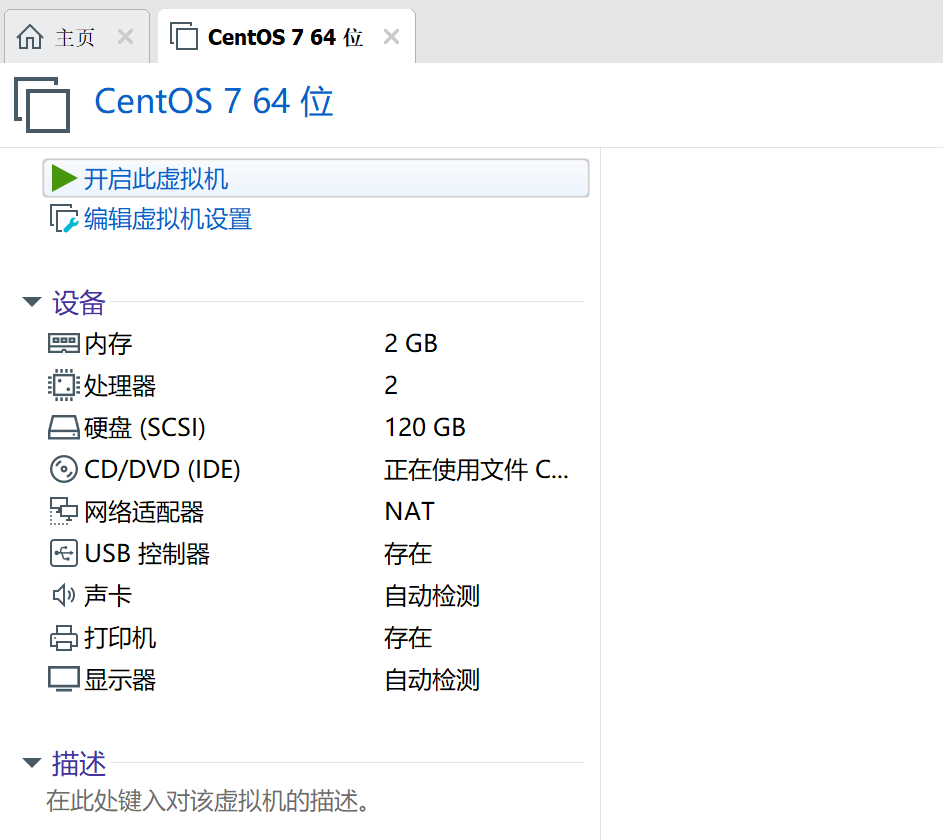 主页
CentOS 7 64 位
CentOS 7 64 位
开启此虚拟机
编辑虚拟机设置
设备
内存 2 GB
处理器 2
硬盘 (SCSI) 120 GB
CD/DVD (IDE) 正在使用文件 C...
网络适配器 NAT
USB 控制器 存在
声卡 自动检测
打印机 存在
显示器 自动检测
描述
在此处键入对该虚拟机的描述。